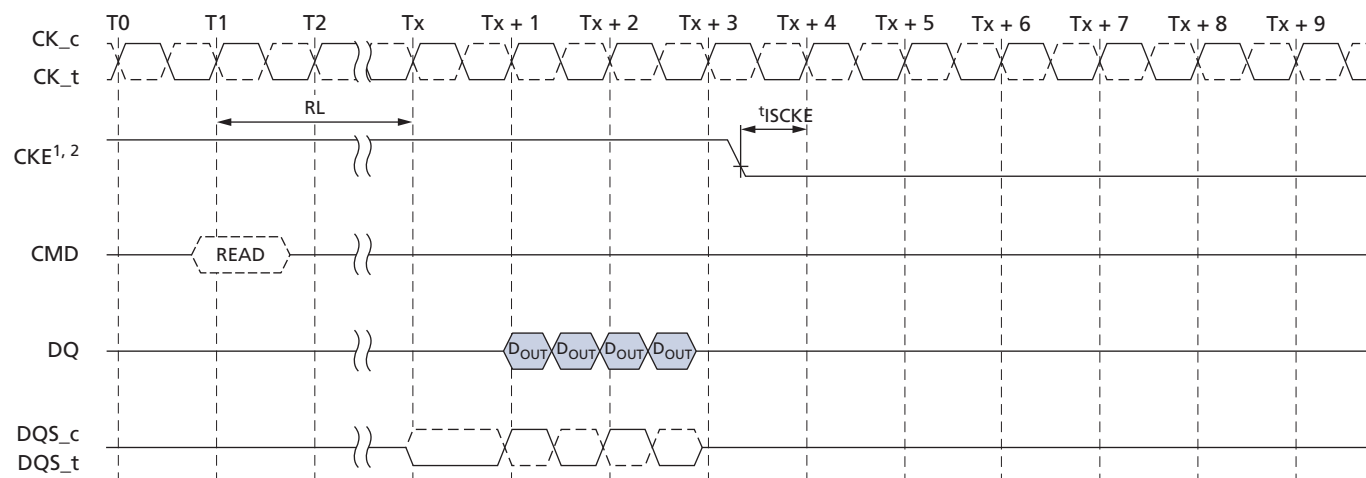 T0 T1 T2 Tx Tx + 1 Tx + 2 Tx + 3 Tx + 4 Tx + 5 Tx + 6 Tx + 7 Tx + 8 Tx + 9
CK_c
CK_t
RL
tISCKE
CKE1, 2
CMD READ
DQ DOUT DOUT DOUT DOUT
DQS_c
DQS_t